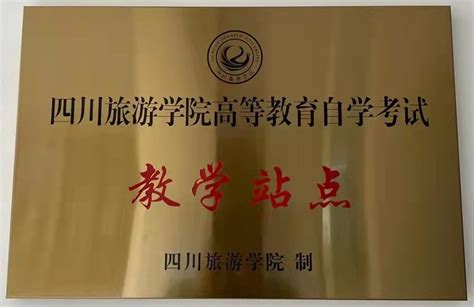 四川旅游学院高等教育自学考试
教学站点
四川旅游学院 制